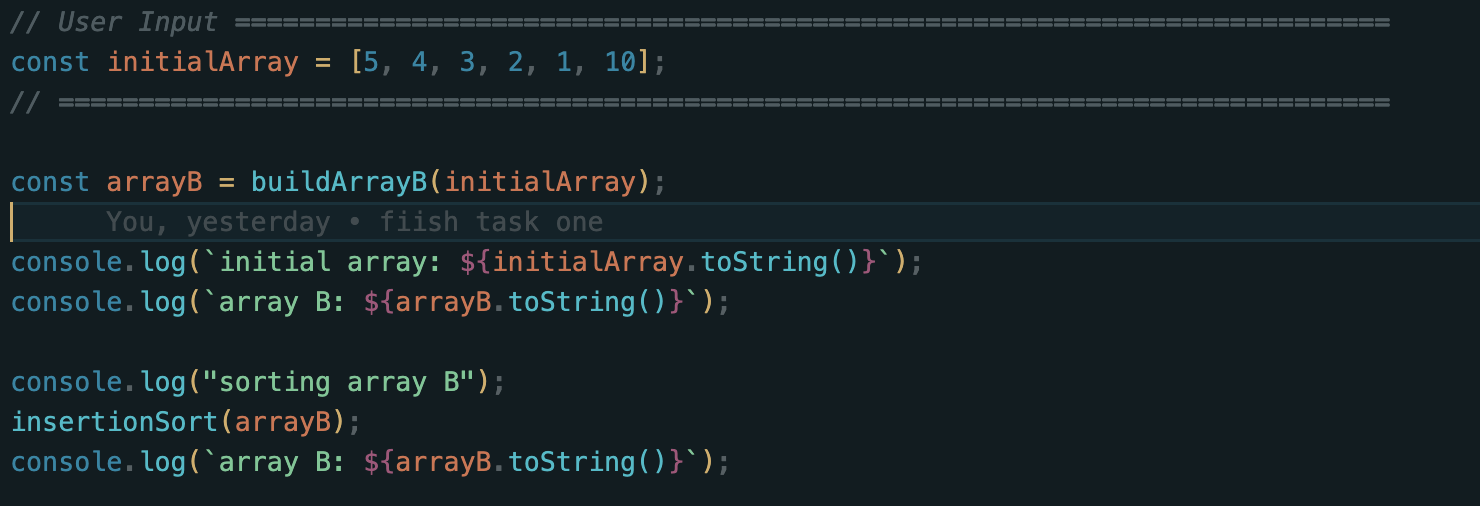 // User Input ========================================================================
const initialArray = [5, 4, 3, 2, 1, 10];
// ===================================================================================
const arrayB = buildArrayB(initialArray);
You, yesterday • fiish task one
console.log(`initial array: ${initialArray.toString()}`);
console.log(`array B: ${arrayB.toString()}`);
console.log("sorting array B");
insertionSort(arrayB);
console.log(`array B: ${arrayB.toString()}`);